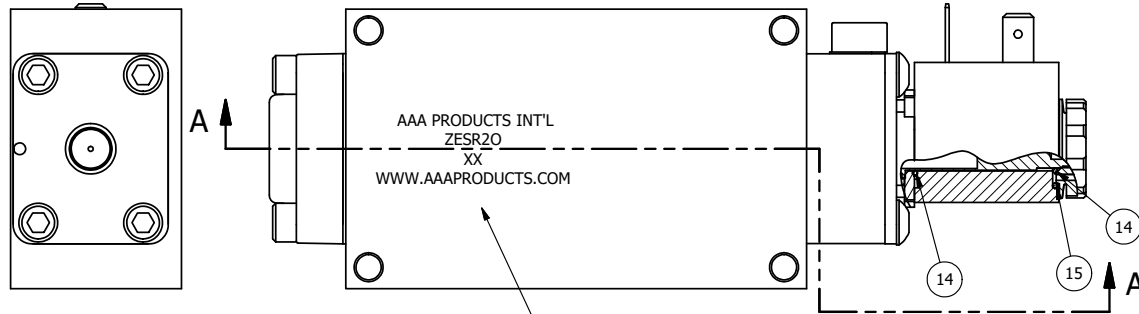 A
AAA PRODUCTS INT'L
ZESR2O
XX
WWW.AAAPRODUCTS.COM
14
14
15
A